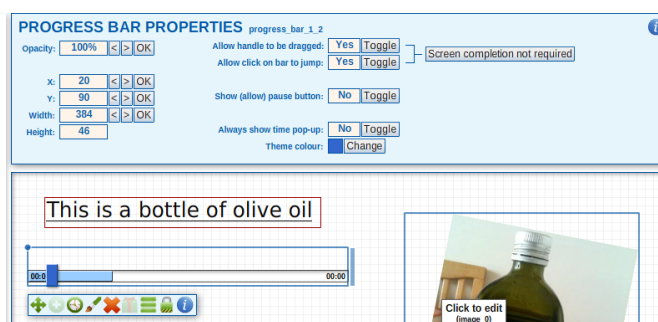 PROGRESS BAR PROPERTIES progress_bar_1_2
Opacity: 100% < > OK
Allow handle to be dragged: Yes Toggle
Allow click on bar to jump: Yes Toggle
Screen completion not required
X: 20 < > OK
Y: 90 < > OK
Width: 384 < > OK
Height: 46
Show (allow) pause button: No Toggle
Always show time pop-up: No Toggle
Theme colour: Change
This is a bottle of olive oil
00:0
00:00
Click to edit
(image_0)